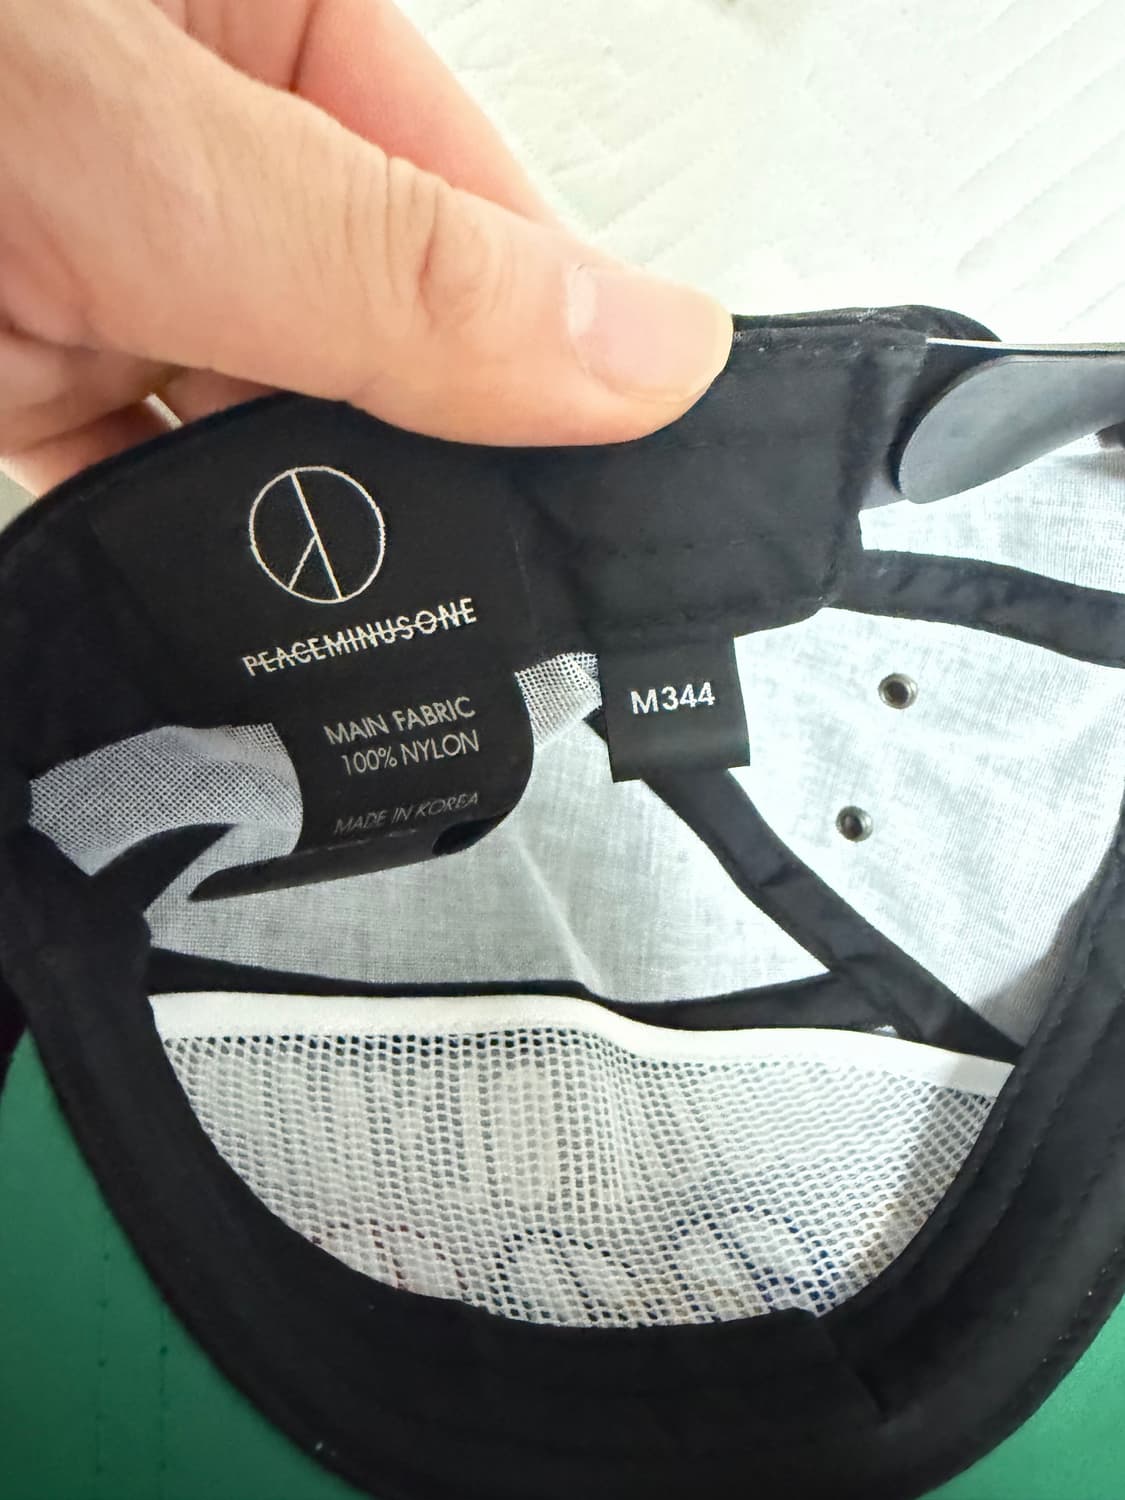 PEACEMINUSONE
MAIN FABRIC
100% NYLON
MADE IN KOREA
M344